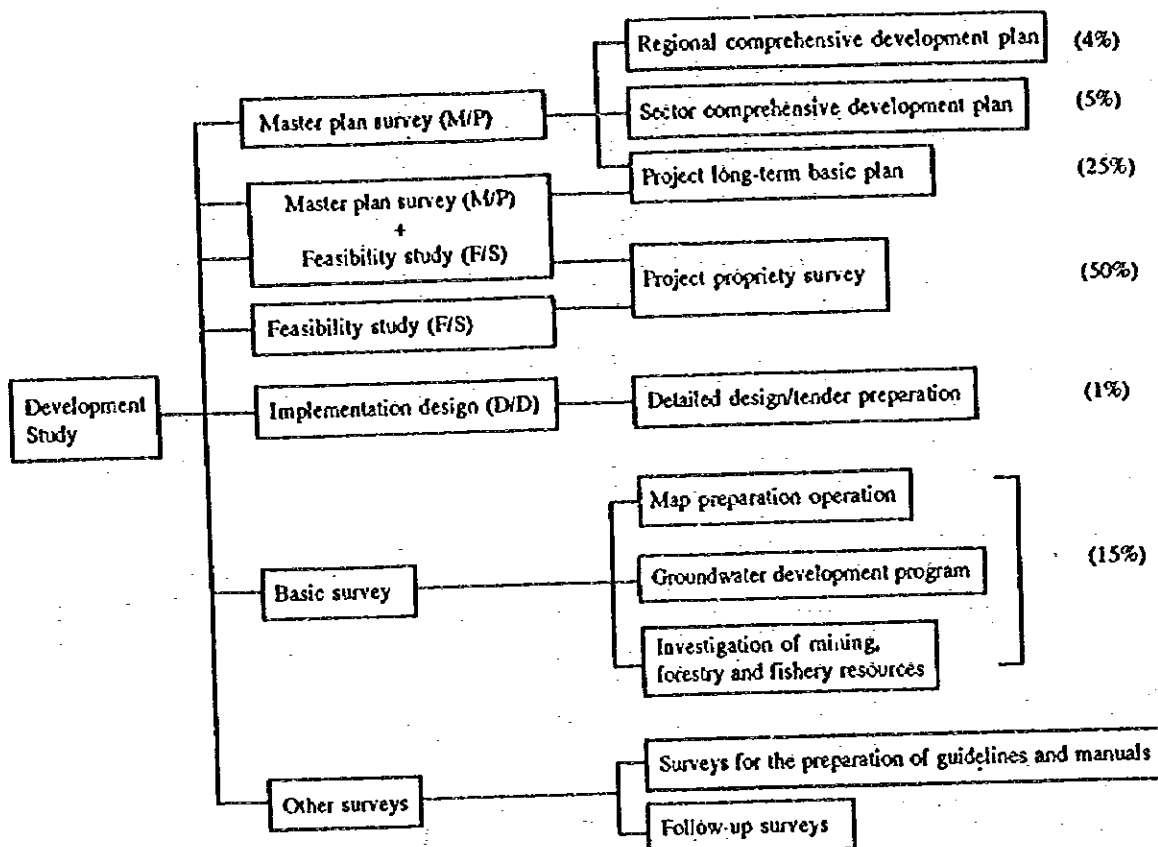 Regional comprehensive development plan (4%)
Master plan survey (M/P)
Sector comprehensive development plan (5%)
Project long-term basic plan (25%)
Master plan survey (M/P)
+
Feasibility study (F/S)
Project propriety survey (50%)
Feasibility study (F/S)
Development
Study
Implementation design (D/D)
Detailed design/tender preparation (1%)
Map preparation operation
Basic survey
Groundwater development program (15%)
Investigation of mining,
forestry and fishery resources
Other surveys
Surveys for the preparation of guidelines and manuals
Follow-up surveys